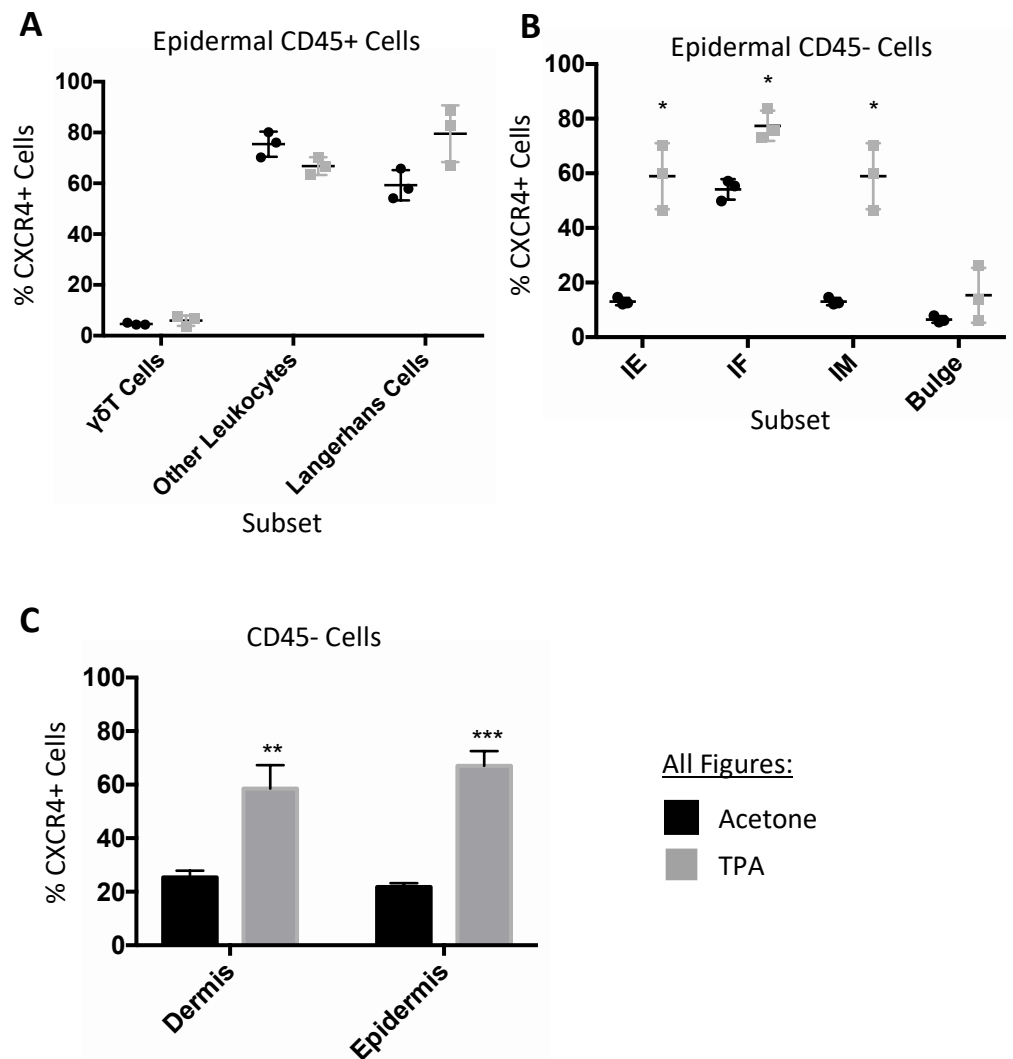 A
Epidermal CD45+ Cells
% CXCR4+ Cells
100
80
60
40
20
0
γδT Cells
Other Leukocytes
Langerhans Cells
Subset
B
Epidermal CD45- Cells
% CXCR4+ Cells
100
80
60
40
20
0
*
*
*
IE
IF
IM
Bulge
Subset
C
CD45- Cells
% CXCR4+ Cells
100
80
60
40
20
0
**
***
Dermis
Epidermis
All Figures:
Acetone
TPA